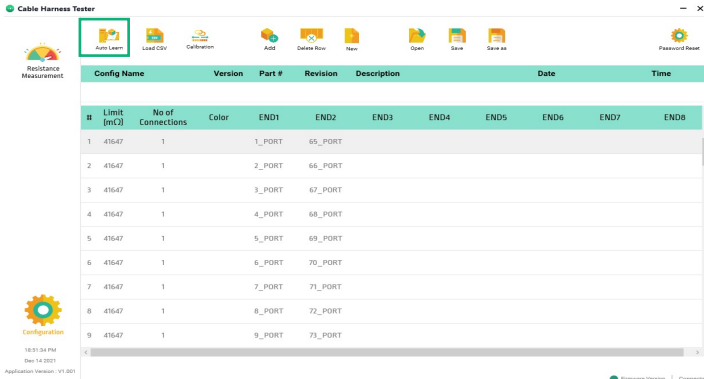 Cable Harness Tester
Auto Learn Load CSV Calibration Add Delete Row New Open Save Save as Password Reset
Resistance
Measurement
Config Name Version Part # Revision Description Date Time
# Limit (mΩ) No of Connections Color END1 END2 END3 END4 END5 END6 END7 END8
1 41647 1 1_PORT 65_PORT
2 41647 1 2_PORT 66_PORT
3 41647 1 3_PORT 67_PORT
4 41647 1 4_PORT 68_PORT
5 41647 1 5_PORT 69_PORT
6 41647 1 6_PORT 70_PORT
7 41647 1 7_PORT 71_PORT
8 41647 1 8_PORT 72_PORT
9 41647 1 9_PORT 73_PORT
Configuration
18:51:34 PM
Dec 14 2021
Application Version : V1.001